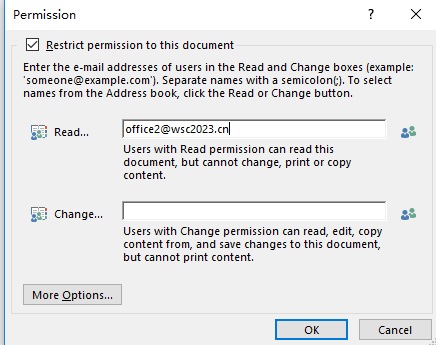 Permission
Restrict permission to this document
Enter the e-mail addresses of users in the Read and Change boxes (example:
'someone@example.com'). Separate names with a semicolon(;). To select
names from the Address book, click the Read or Change button.
Read...
office2@wsc2023.cn
Users with Read permission can read this
document, but cannot change, print or copy
content.
Change...
Users with Change permission can read, edit, copy
content from, and save changes to this document,
but cannot print content.
More Options...
OK
Cancel